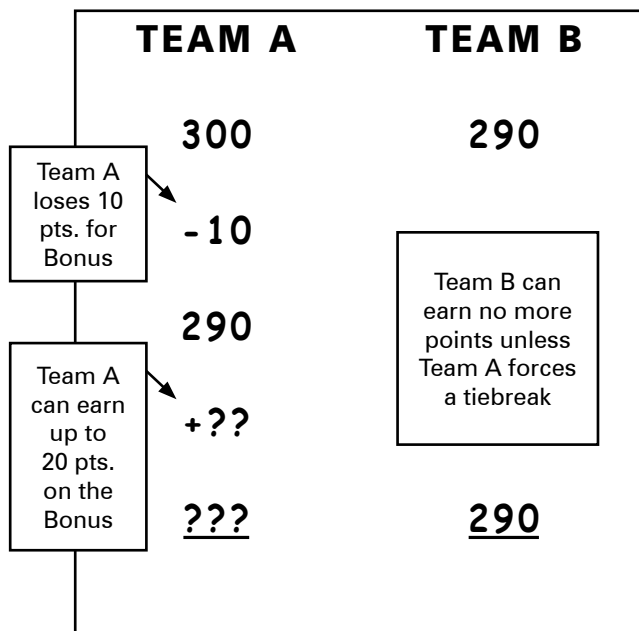 TEAM A TEAM B
300 290
Team A
loses 10
pts. for
Bonus
-10
Team B can
earn no more
points unless
Team A forces
a tiebreak
290
Team A
can earn
up to
20 pts.
on the
Bonus
+??
??? 290